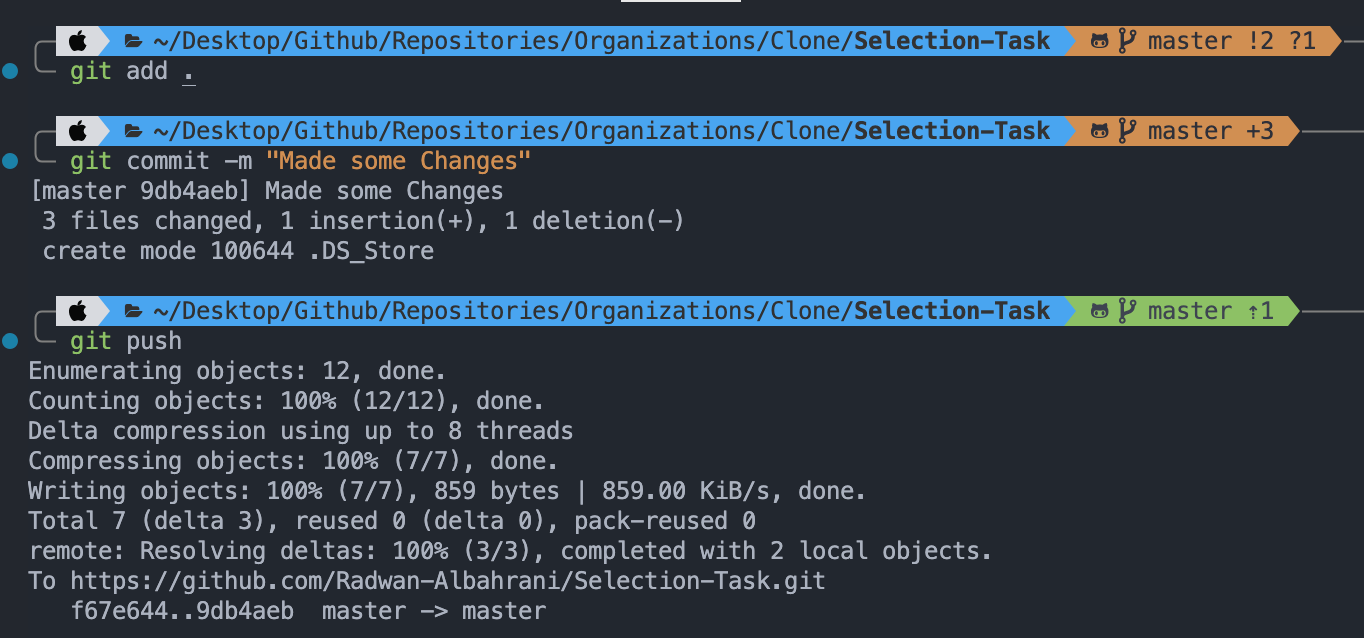 ~/Desktop/Github/Repositories/Organizations/Clone/Selection-Task master !2 ?1
git add .
~/Desktop/Github/Repositories/Organizations/Clone/Selection-Task master +3
git commit -m "Made some Changes"
[master 9db4aeb] Made some Changes
3 files changed, 1 insertion(+), 1 deletion(-)
create mode 100644 .DS_Store
~/Desktop/Github/Repositories/Organizations/Clone/Selection-Task master ⇡1
git push
Enumerating objects: 12, done.
Counting objects: 100% (12/12), done.
Delta compression using up to 8 threads
Compressing objects: 100% (7/7), done.
Writing objects: 100% (7/7), 859 bytes | 859.00 KiB/s, done.
Total 7 (delta 3), reused 0 (delta 0), pack-reused 0
remote: Resolving deltas: 100% (3/3), completed with 2 local objects.
To https://github.com/Radwan-Albahrani/Selection-Task.git
f67e644..9db4aeb  master -> master